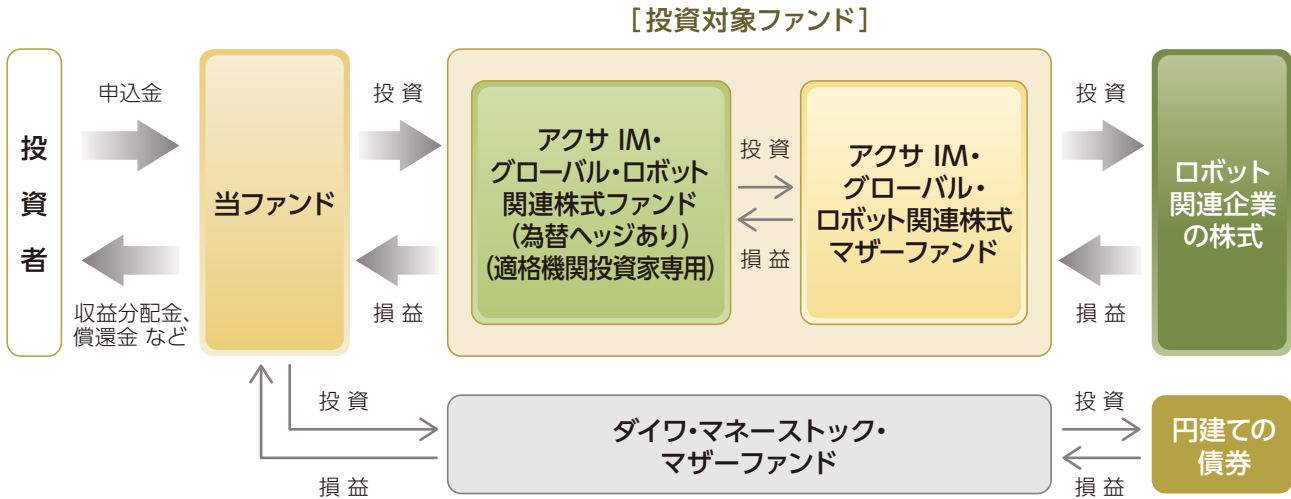 [投資対象ファンド]
投資者
申込金
収益分配金、
償還金 など
当ファンド
投資
損益
アクサ IM・
グローバル・ロボット
関連株式ファンド
(為替ヘッジあり)
(適格機関投資家専用)
投資
損益
アクサ IM・
グローバル・
ロボット関連株式
マザーファンド
投資
損益
ロボット
関連企業
の株式
投資
損益
ダイワ・マネーストック・
マザーファンド
投資
損益
円建ての
債券